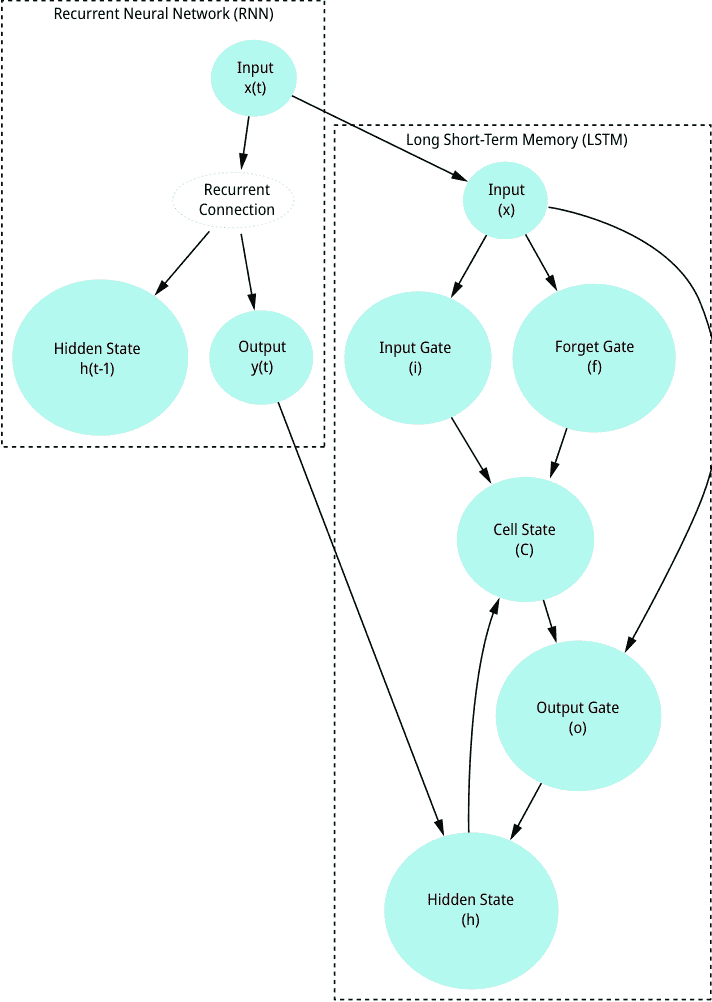 Recurrent Neural Network (RNN)
Input
x(t)
Recurrent
Connection
Hidden State
h(t-1)
Output
y(t)
Long Short-Term Memory (LSTM)
Input
(x)
Input Gate
(i)
Forget Gate
(f)
Cell State
(C)
Output Gate
(o)
Hidden State
(h)